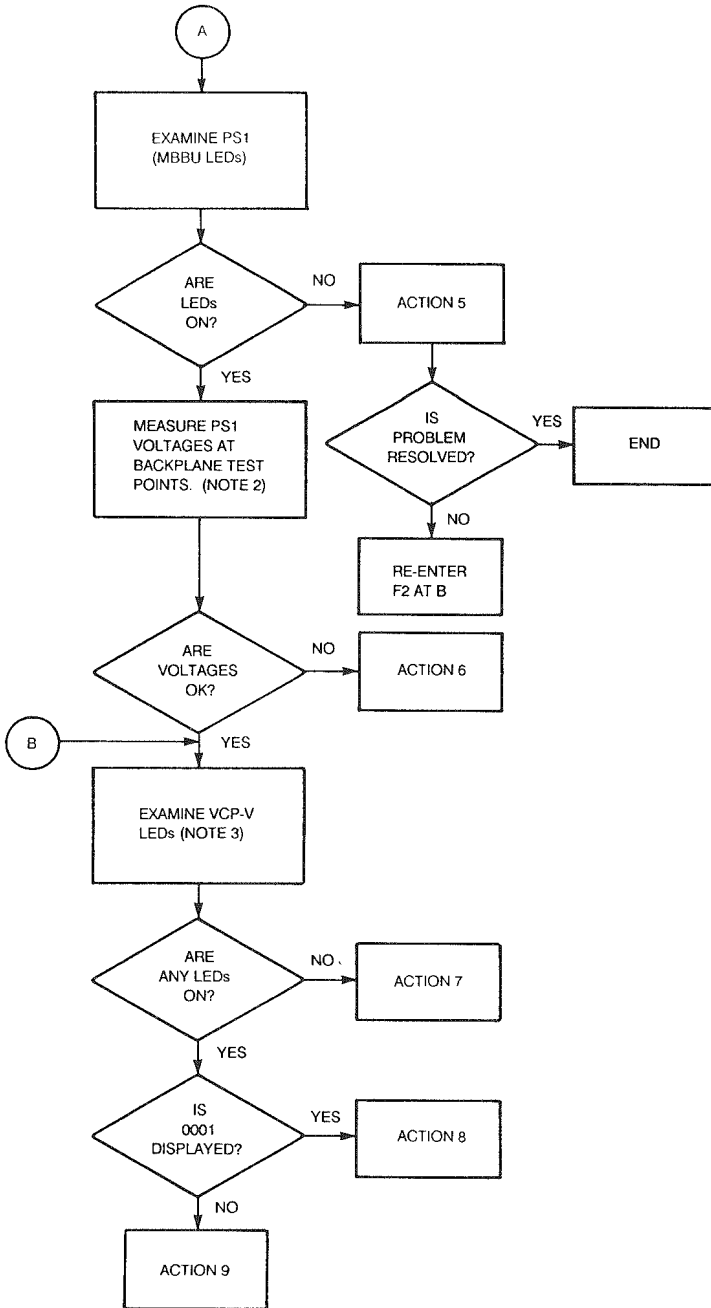 A
EXAMINE PS1
(MBBU LEDs)
ARE
LEDs
ON?
NO
ACTION 5
YES
MEASURE PS1
VOLTAGES AT
BACKPLANE TEST
POINTS. (NOTE 2)
IS
PROBLEM
RESOLVED?
YES
END
NO
RE-ENTER
F2 AT B
ARE
VOLTAGES
OK?
NO
ACTION 6
B
YES
EXAMINE VCP-V
LEDs (NOTE 3)
ARE
ANY LEDs
ON?
NO
ACTION 7
YES
IS
0001
DISPLAYED?
YES
ACTION 8
NO
ACTION 9